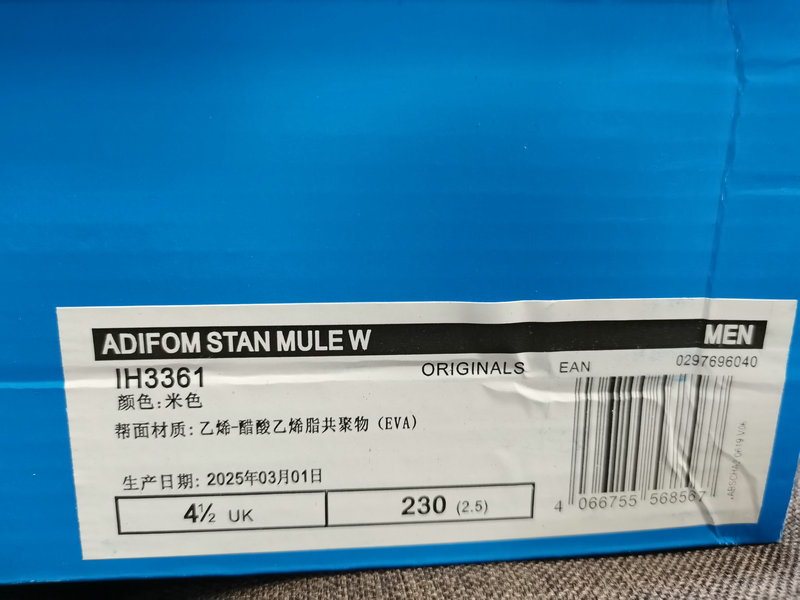 ADIFOM STAN MULE W MEN
IH3361 ORIGINALS EAN 0297696040
颜色:米色
帮面材质:乙烯-醋酸乙烯脂共聚物(EVA)
生产日期:2025年03月01日
4½ UK 230 (2.5)
4 066755 568567